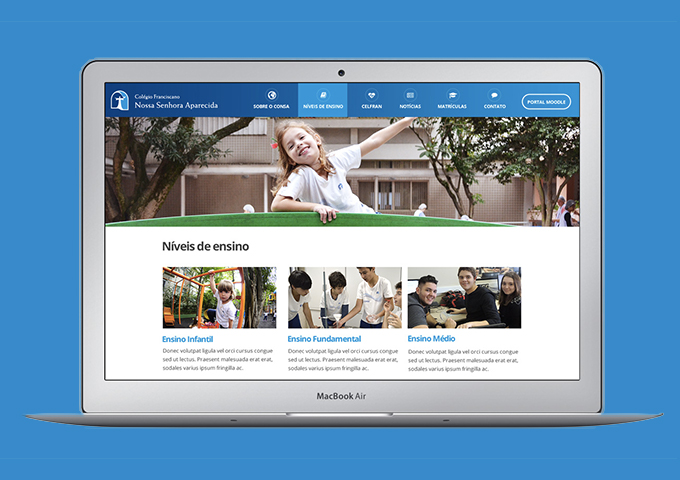 Colégio Franciscano
Nossa Senhora Aparecida
SOBRE O CONSA
NÍVEIS DE ENSINO
CELFRAN
NOTÍCIAS
MATRÍCULAS
CONTATO
PORTAL MOODLE
Níveis de ensino
Ensino Infantil
Donec volutpat ligula vel orci cursus congue
sed ut lectus. Praesent malesuada erat erat,
sodales varius ipsum fringilla ac.
Ensino Fundamental
Donec volutpat ligula vel orci cursus congue
sed ut lectus. Praesent malesuada erat erat,
sodales varius ipsum fringilla ac.
Ensino Médio
Donec volutpat ligula vel orci cursus congue
sed ut lectus. Praesent malesuada erat erat,
sodales varius ipsum fringilla ac.
MacBook Air